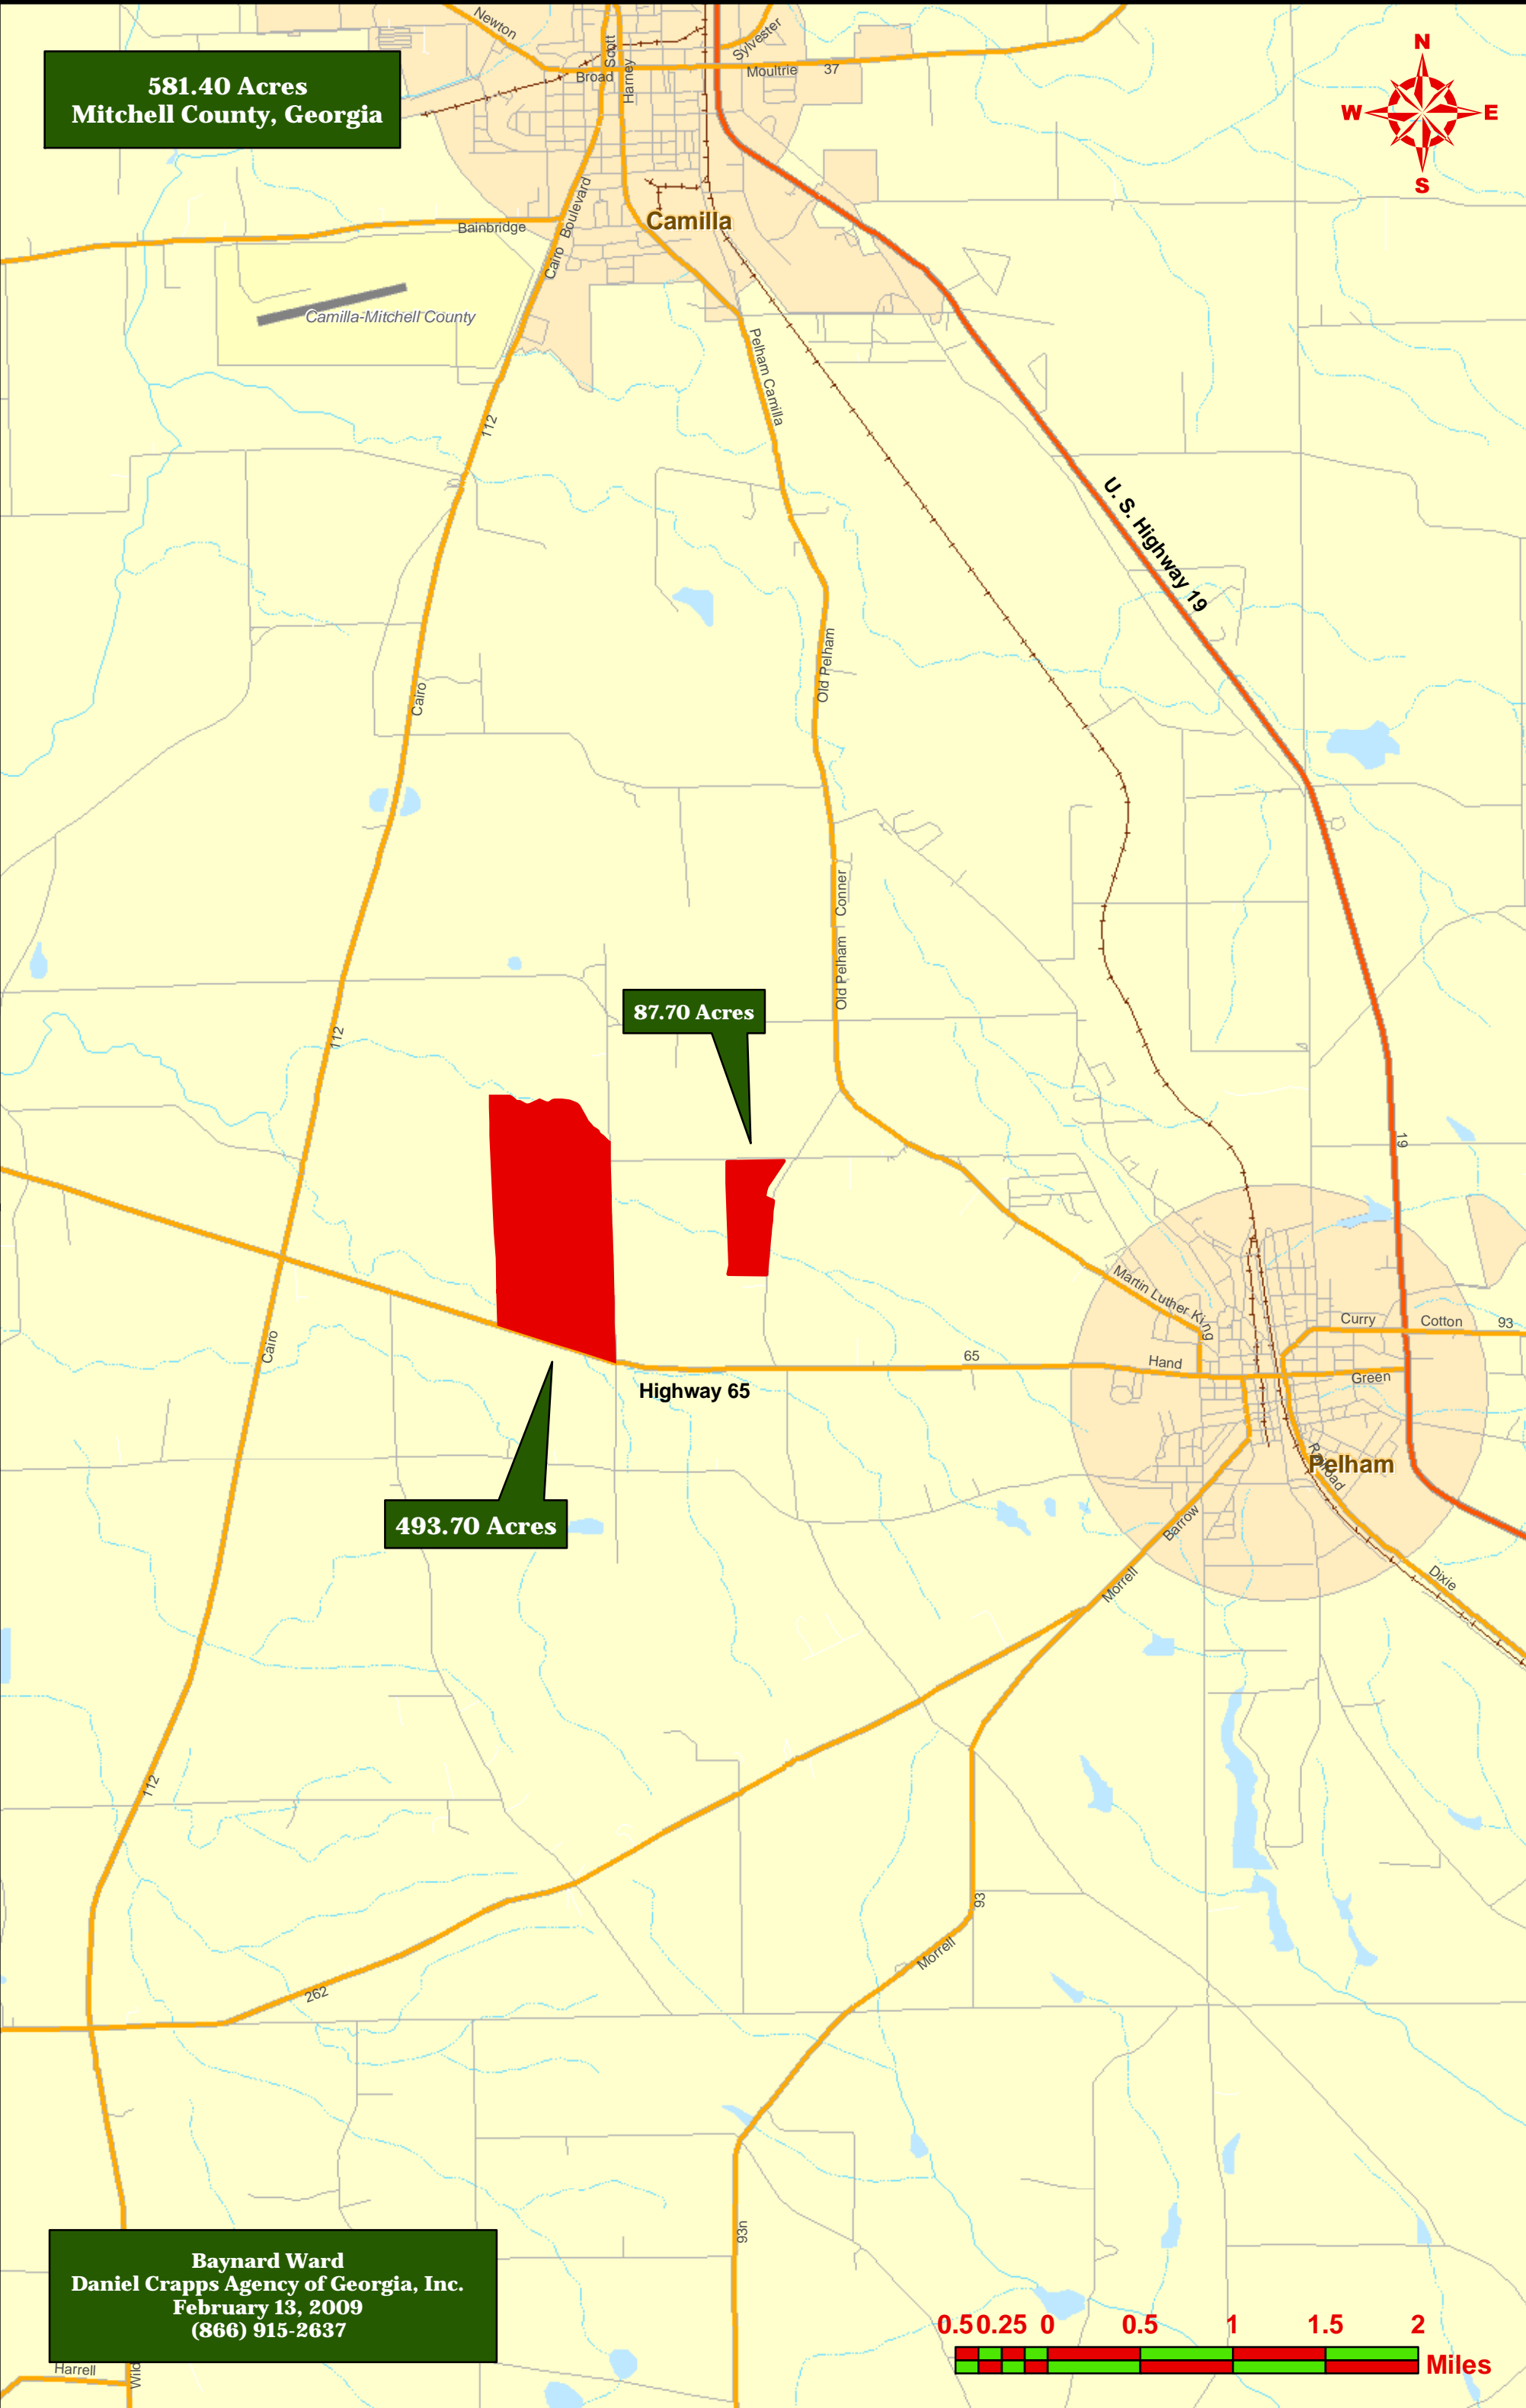 Newton
Scott
Sylvester
Broad
Harney
Moultrie
37
581.40 Acres
Mitchell County, Georgia
N
W
E
S
Camilla
Bainbridge
Cairo Boulevard
Camilla-Mitchell County
Pelham Camilla
112
U. S. Highway 19
Old Pelham
Cairo
Conner
Old Pelham
87.70 Acres
112
19
Martin Luther King
Curry
Cotton
93
Cairo
65
Hand
Green
Highway 65
Pelham
Railroad
493.70 Acres
Barrow
Morrell
Dixie
112
93
Morrell
262
93n
Baynard Ward
Daniel Crapps Agency of Georgia, Inc.
February 13, 2009
(866) 915-2637
0.5 0.25 0 0.5 1 1.5 2
Miles
Harrell
Wild